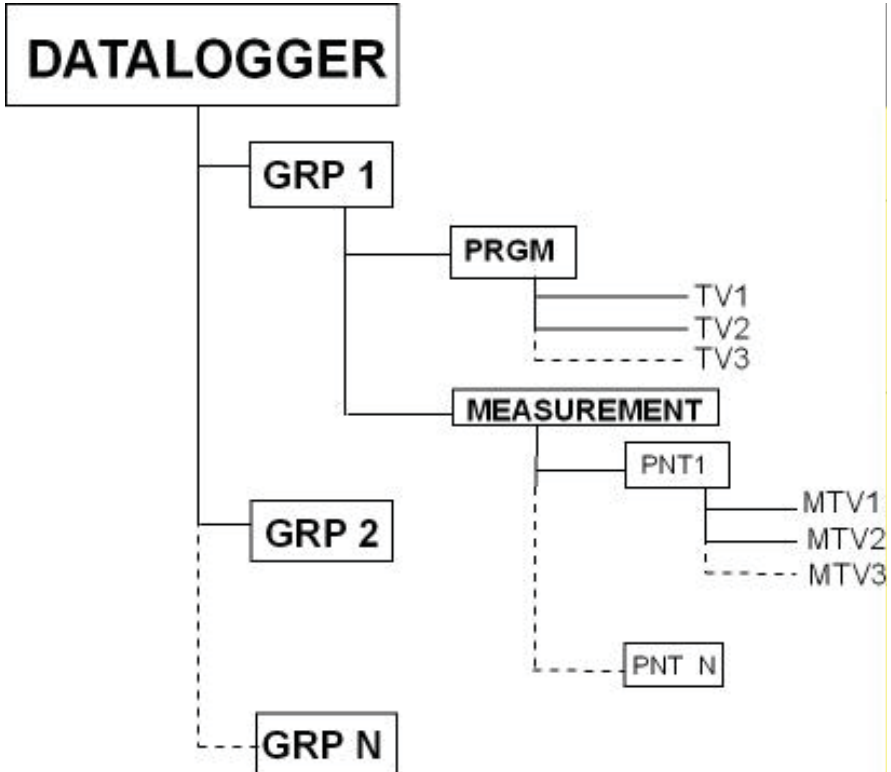 DATALOGGER
GRP 1
PRGM
TV1
TV2
TV3
MEASUREMENT
PNT1
MTV1
MTV2
MTV3
GRP 2
PNT N
GRP N